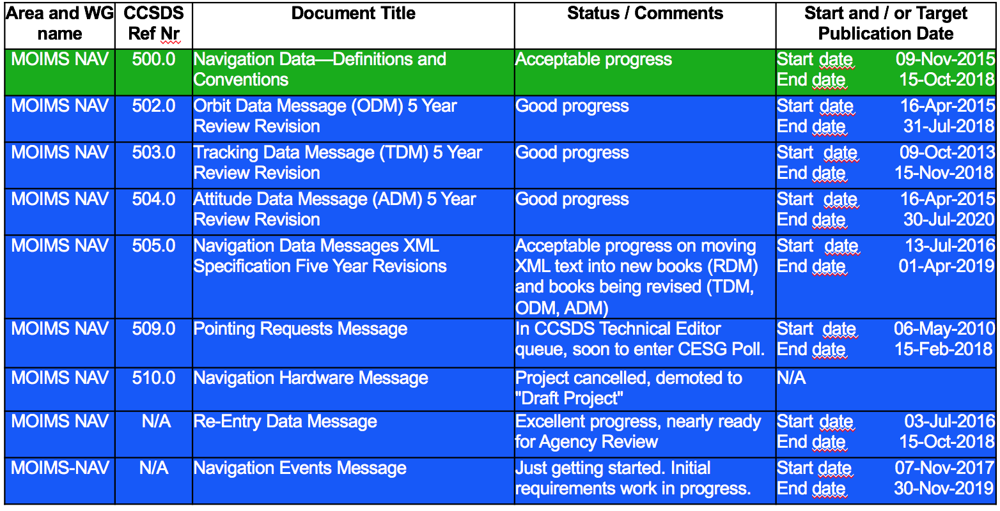 Area and WG name CCSDS Ref Nr Document Title Status / Comments Start and / or Target Publication Date
MOIMS NAV 500.0 Navigation Data—Definitions and Acceptable progress Start date 09-Nov-2015
Conventions End date 15-Oct-2018
MOIMS NAV 502.0 Orbit Data Message (ODM) 5 Year Good progress Start date 16-Apr-2015
Review Revision End date 31-Jul-2018
MOIMS NAV 503.0 Tracking Data Message (TDM) 5 Year Good progress Start date 09-Oct-2013
Review Revision End date 15-Nov-2018
MOIMS NAV 504.0 Attitude Data Message (ADM) 5 Year Good progress Start date 16-Apr-2015
Review Revision End date 30-Jul-2020
MOIMS NAV 505.0 Navigation Data Messages XML Acceptable progress on moving Start date 13-Jul-2016
Specification Five Year Revisions XML text into new books (RDM) End date 01-Apr-2019
and books being revised (TDM,
ODM, ADM)
MOIMS NAV 509.0 Pointing Requests Message In CCSDS Technical Editor Start date 06-May-2010
queue, soon to enter CESG Poll. End date 15-Feb-2018
MOIMS NAV 510.0 Navigation Hardware Message Project cancelled, demoted to N/A
"Draft Project"
MOIMS NAV N/A Re-Entry Data Message Excellent progress, nearly ready Start date 03-Jul-2016
for Agency Review End date 15-Oct-2018
MOIMS-NAV N/A Navigation Events Message Just getting started. Initial Start date 07-Nov-2017
requirements work in progress. End date 30-Nov-2019